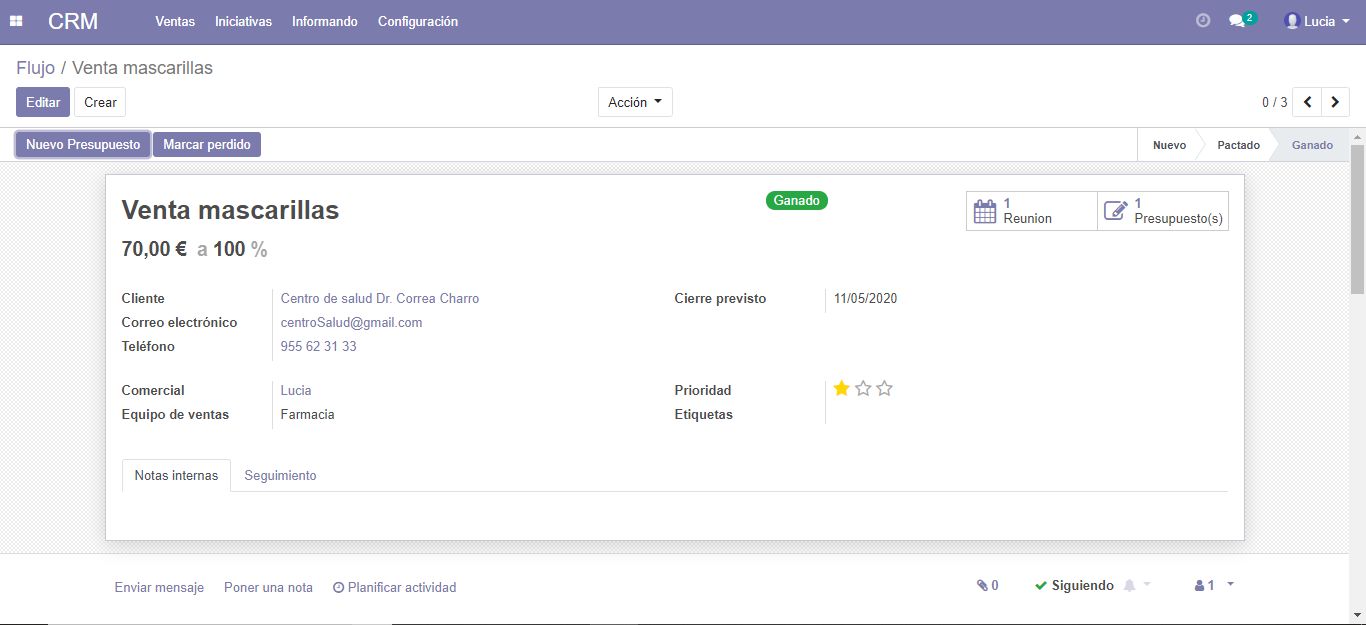 CRM Ventas Iniciativas Informando Configuración 2 Lucia
Flujo / Venta mascarillas
Editar Crear Acción 0 / 3
Nuevo Presupuesto Marcar perdido Nuevo Pactado Ganado
Venta mascarillas Ganado
1 Reunion 1 Presupuesto(s)
70,00 € a 100 %
Cliente Centro de salud Dr. Correa Charro Cierre previsto 11/05/2020
Correo electrónico centroSalud@gmail.com
Teléfono 955 62 31 33
Comercial Lucia Prioridad
Equipo de ventas Farmacia Etiquetas
Notas internas Seguimiento
Enviar mensaje Poner una nota Planificar actividad 0 Siguiendo 1